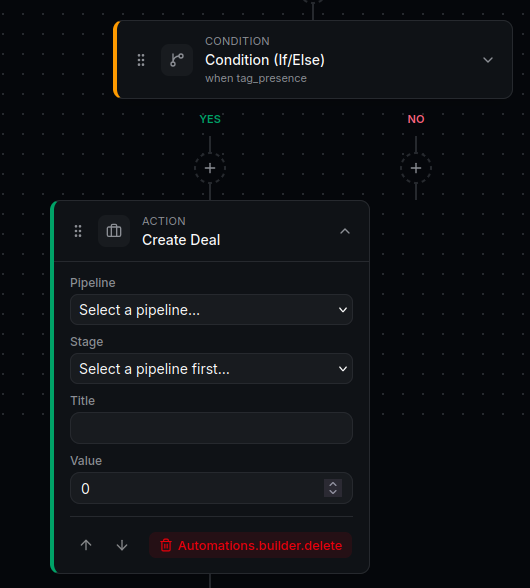 CONDITION
Condition (If/Else)
when tag_presence
YES
NO
ACTION
Create Deal
Pipeline
Select a pipeline...
Stage
Select a pipeline first...
Title
Value
0
Automations.builder.delete